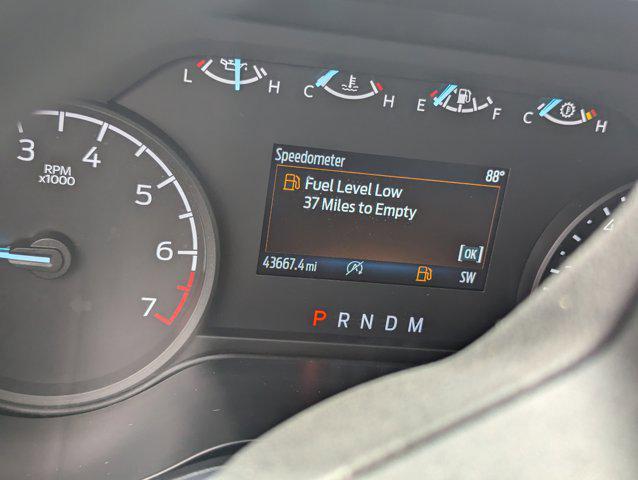 L H
C H
E F
C H
3
4
5
6
7
RPM
x1000
Speedometer 88°
Fuel Level Low
37 Miles to Empty
[OK]
43667.4 mi SW
P R N D M